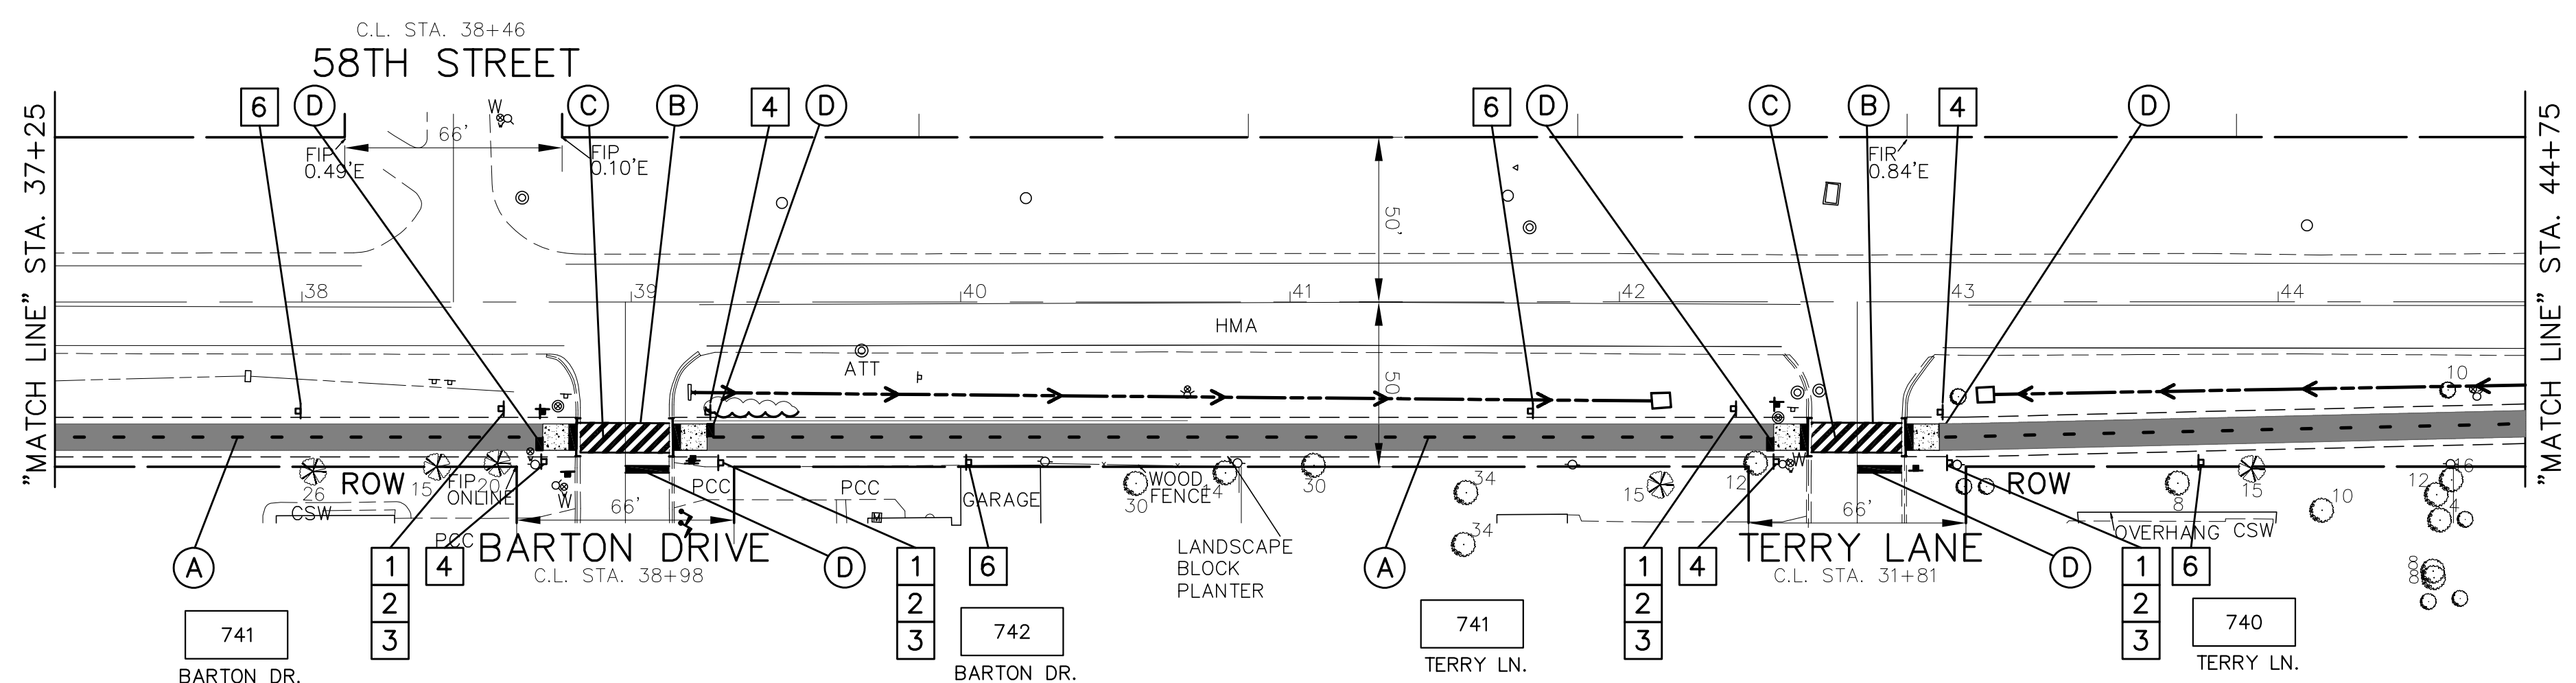 C.L. STA. 38+46
58TH STREET
6
D
C
B
4
D
6
D
C
B
4
D
W
66'
FIP
0.49'E
FIP
0.10'E
FIR
0.84'E
"MATCH LINE" STA. 37+25
"MATCH LINE" STA. 44+75
50'
38
39
40
41
42
43
44
HMA
ATT
50'
10
ROW
26
CSW
15
FIP
ONLINE
20
W
66'
PCC
PCC
PCC
GARAGE
30
WOOD
FENCE
14
30
34
34
15
12
W
66'
ROW
8
15
10
12
16
4
OVERHANG
CSW
8
8
BARTON DRIVE
C.L. STA. 38+98
LANDSCAPE
BLOCK
PLANTER
TERRY LANE
C.L. STA. 31+81
A
1
2
3
4
D
1
2
3
6
A
1
2
3
4
D
1
2
3
6
741
BARTON DR.
742
BARTON DR.
741
TERRY LN.
740
TERRY LN.